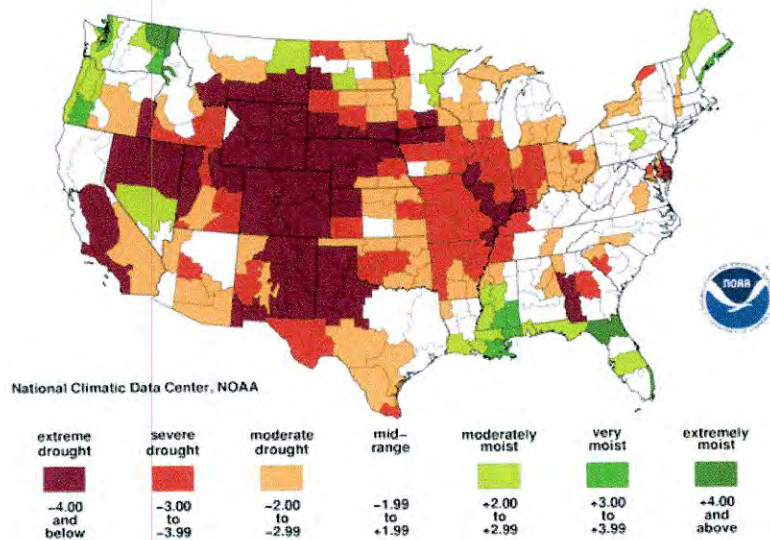 NOAA
National Climatic Data Center, NOAA
extreme drought
severe drought
moderate drought
mid-range
moderately moist
very moist
extremely moist
-4.00 and below
-3.00 to -3.99
-2.00 to -2.99
-1.99 to +1.99
+2.00 to +2.99
+3.00 to +3.99
+4.00 and above